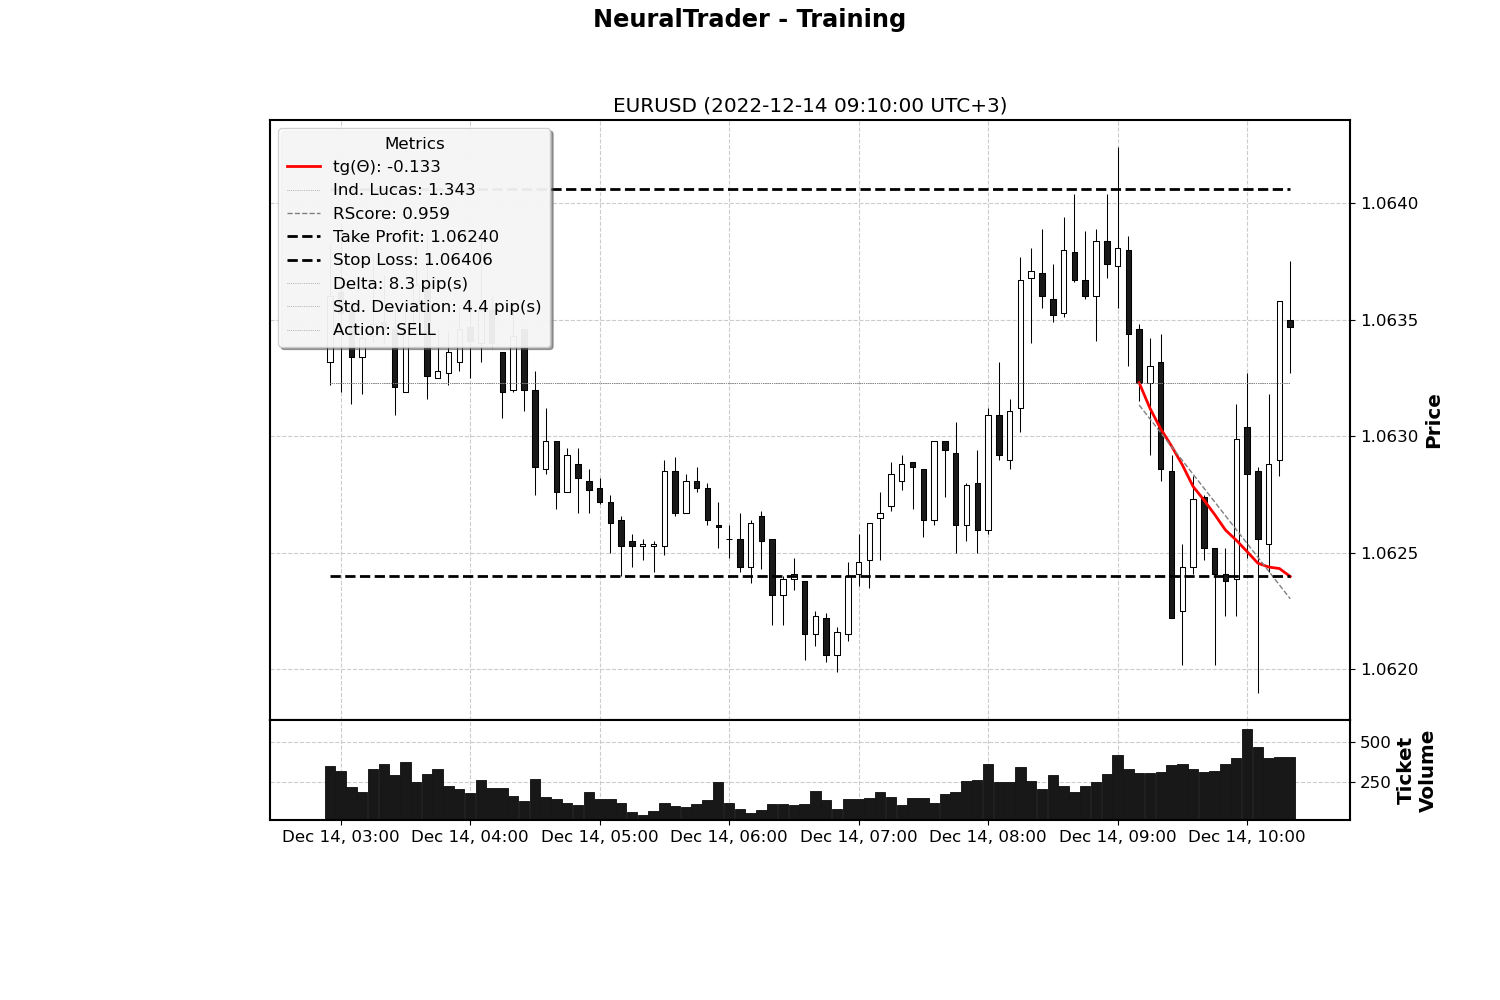 NeuralTrader - Training
EURUSD (2022-12-14 09:10:00 UTC+3)
Metrics
tg(Θ): -0.133
Ind. Lucas: 1.343
RScore: 0.959
Take Profit: 1.06240
Stop Loss: 1.06406
Delta: 8.3 pip(s)
Std. Deviation: 4.4 pip(s)
Action: SELL
1.0640
1.0635
1.0630
1.0625
1.0620
Price
500
250
Ticket
Volume
Dec 14, 03:00 Dec 14, 04:00 Dec 14, 05:00 Dec 14, 06:00 Dec 14, 07:00 Dec 14, 08:00 Dec 14, 09:00 Dec 14, 10:00